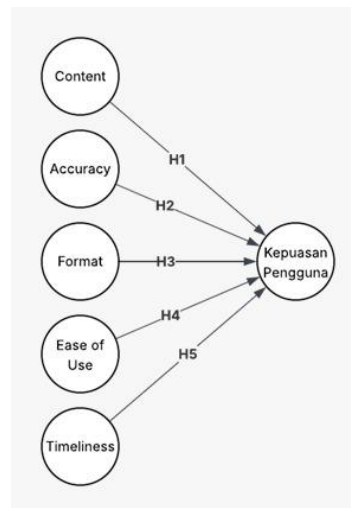 Content
H1
Accuracy
H2
Format
H3
Kepuasan
Pengguna
Ease of
Use
H4
Timeliness
H5